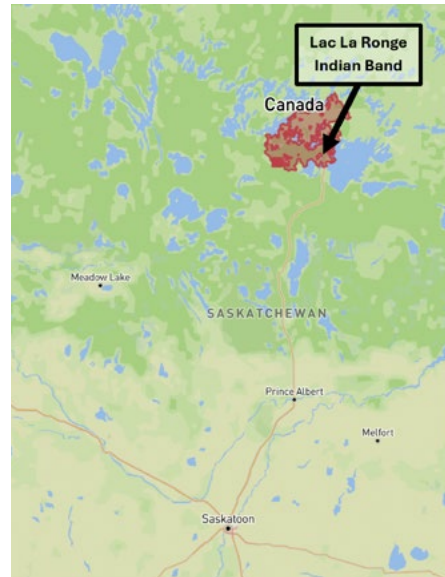 Lac La Ronge
Indian Band
Canada
Meadow Lake
SASKATCHEWAN
Prince Albert
Melfort
Saskatoon